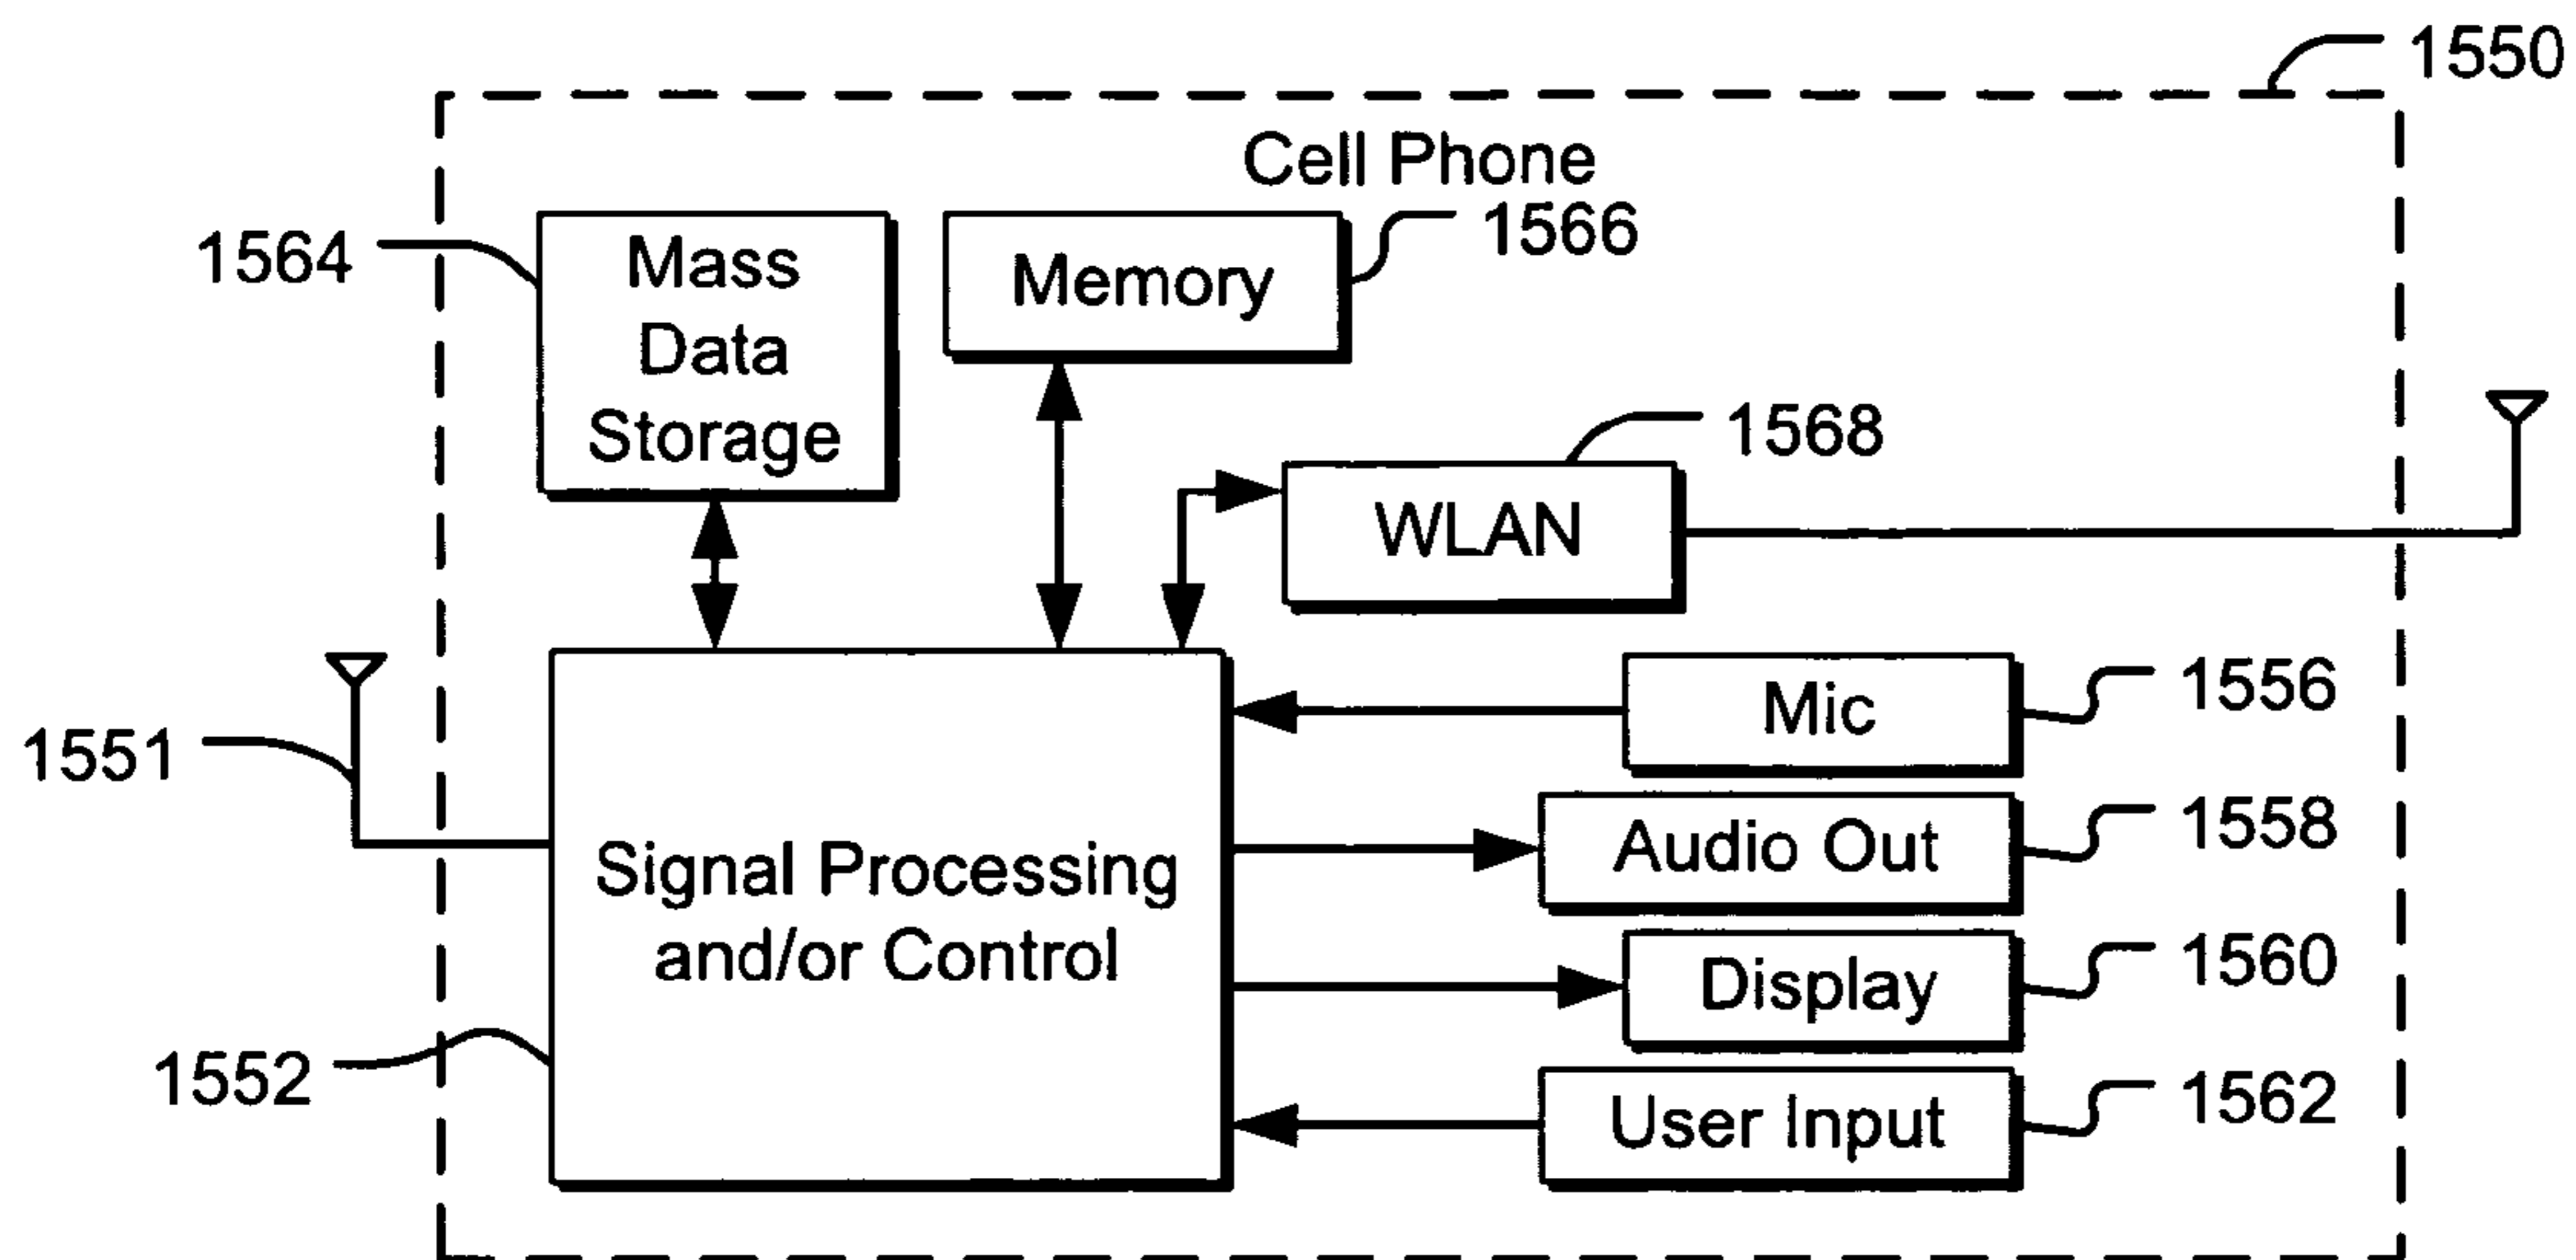 1550
Cell Phone
1564
Mass
Data
Storage
Memory
1566
1568
WLAN
1551
Signal Processing
and/or Control
1552
Mic
1556
Audio Out
1558
Display
1560
User Input
1562